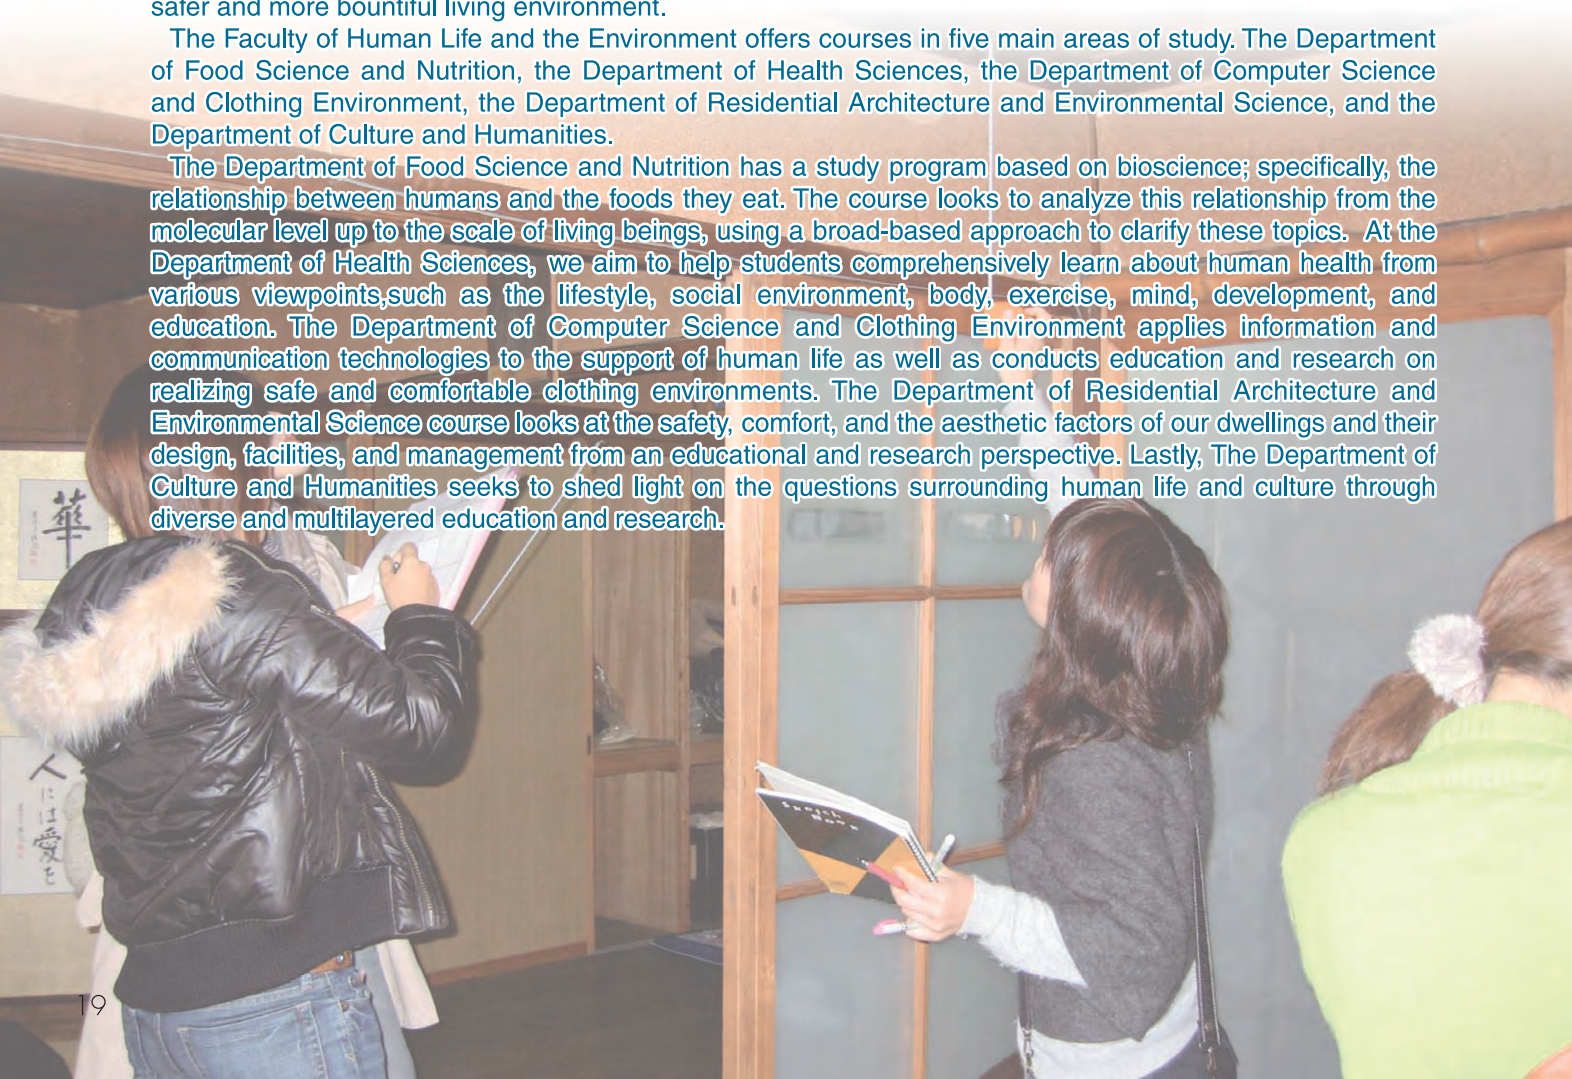 safer and more bountiful living environment.
The Faculty of Human Life and the Environment offers courses in five main areas of study. The Department
of Food Science and Nutrition, the Department of Health Sciences, the Department of Computer Science
and Clothing Environment, the Department of Residential Architecture and Environmental Science, and the
Department of Culture and Humanities.
The Department of Food Science and Nutrition has a study program based on bioscience; specifically, the
relationship between humans and the foods they eat. The course looks to analyze this relationship from the
molecular level up to the scale of living beings, using a broad-based approach to clarify these topics. At the
Department of Health Sciences, we aim to help students comprehensively learn about human health from
various viewpoints,such as the lifestyle, social environment, body, exercise, mind, development, and
education. The Department of Computer Science and Clothing Environment applies information and
communication technologies to the support of human life as well as conducts education and research on
realizing safe and comfortable clothing environments. The Department of Residential Architecture and
Environmental Science course looks at the safety, comfort, and the aesthetic factors of our dwellings and their
design, facilities, and management from an educational and research perspective. Lastly, The Department of
Culture and Humanities seeks to shed light on the questions surrounding human life and culture through
diverse and multilayered education and research.
華
人には愛を
Sketch
Book
19